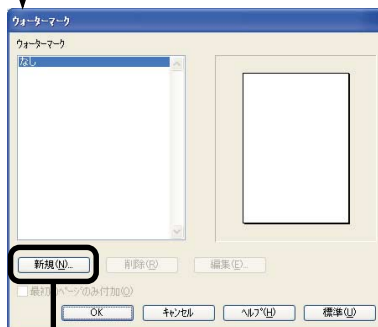 ウォーターマーク
ウォーターマーク
なし
新規(N)... 削除(R) 編集(E)...
最初のページのみ付加(O)
OK キャンセル ヘルプ(H) 標準(U)